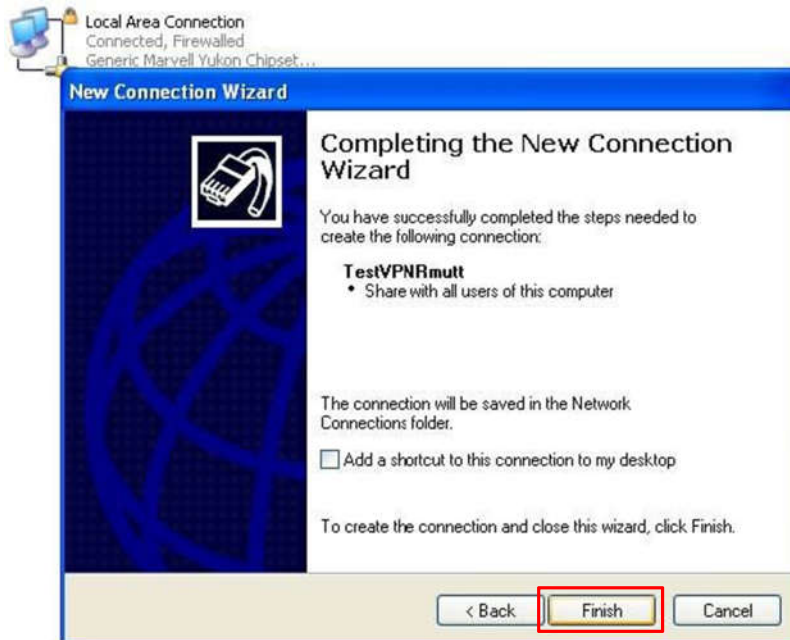 Local Area Connection
Connected, Firewalled
Generic Marvell Yukon Chipset...
New Connection Wizard
Completing the New Connection
Wizard
You have successfully completed the steps needed to
create the following connection:
TestVPNRmutt
• Share with all users of this computer
The connection will be saved in the Network
Connections folder.
Add a shortcut to this connection to my desktop
To create the connection and close this wizard, click Finish.
< Back Finish Cancel